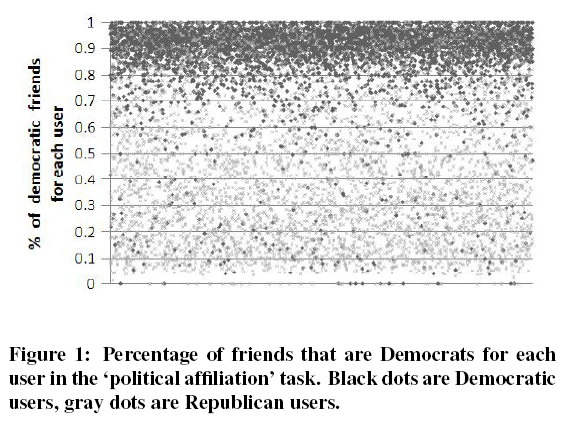 % of democratic friends
for each user
1
0.9
0.8
0.7
0.6
0.5
0.4
0.3
0.2
0.1
0
Figure 1: Percentage of friends that are Democrats for each
user in the ‘political affiliation’ task. Black dots are Democratic
users, gray dots are Republican users.